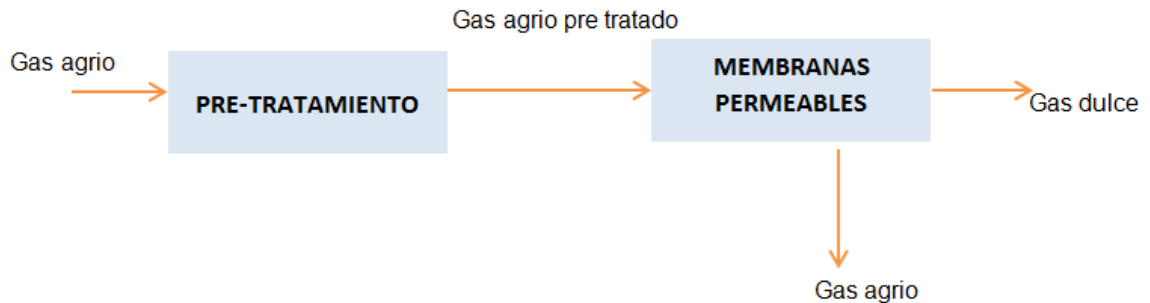 Gas agrio pre tratado
Gas agrio
PRE-TRATAMIENTO
MEMBRANAS
PERMEABLES
Gas dulce
Gas agrio